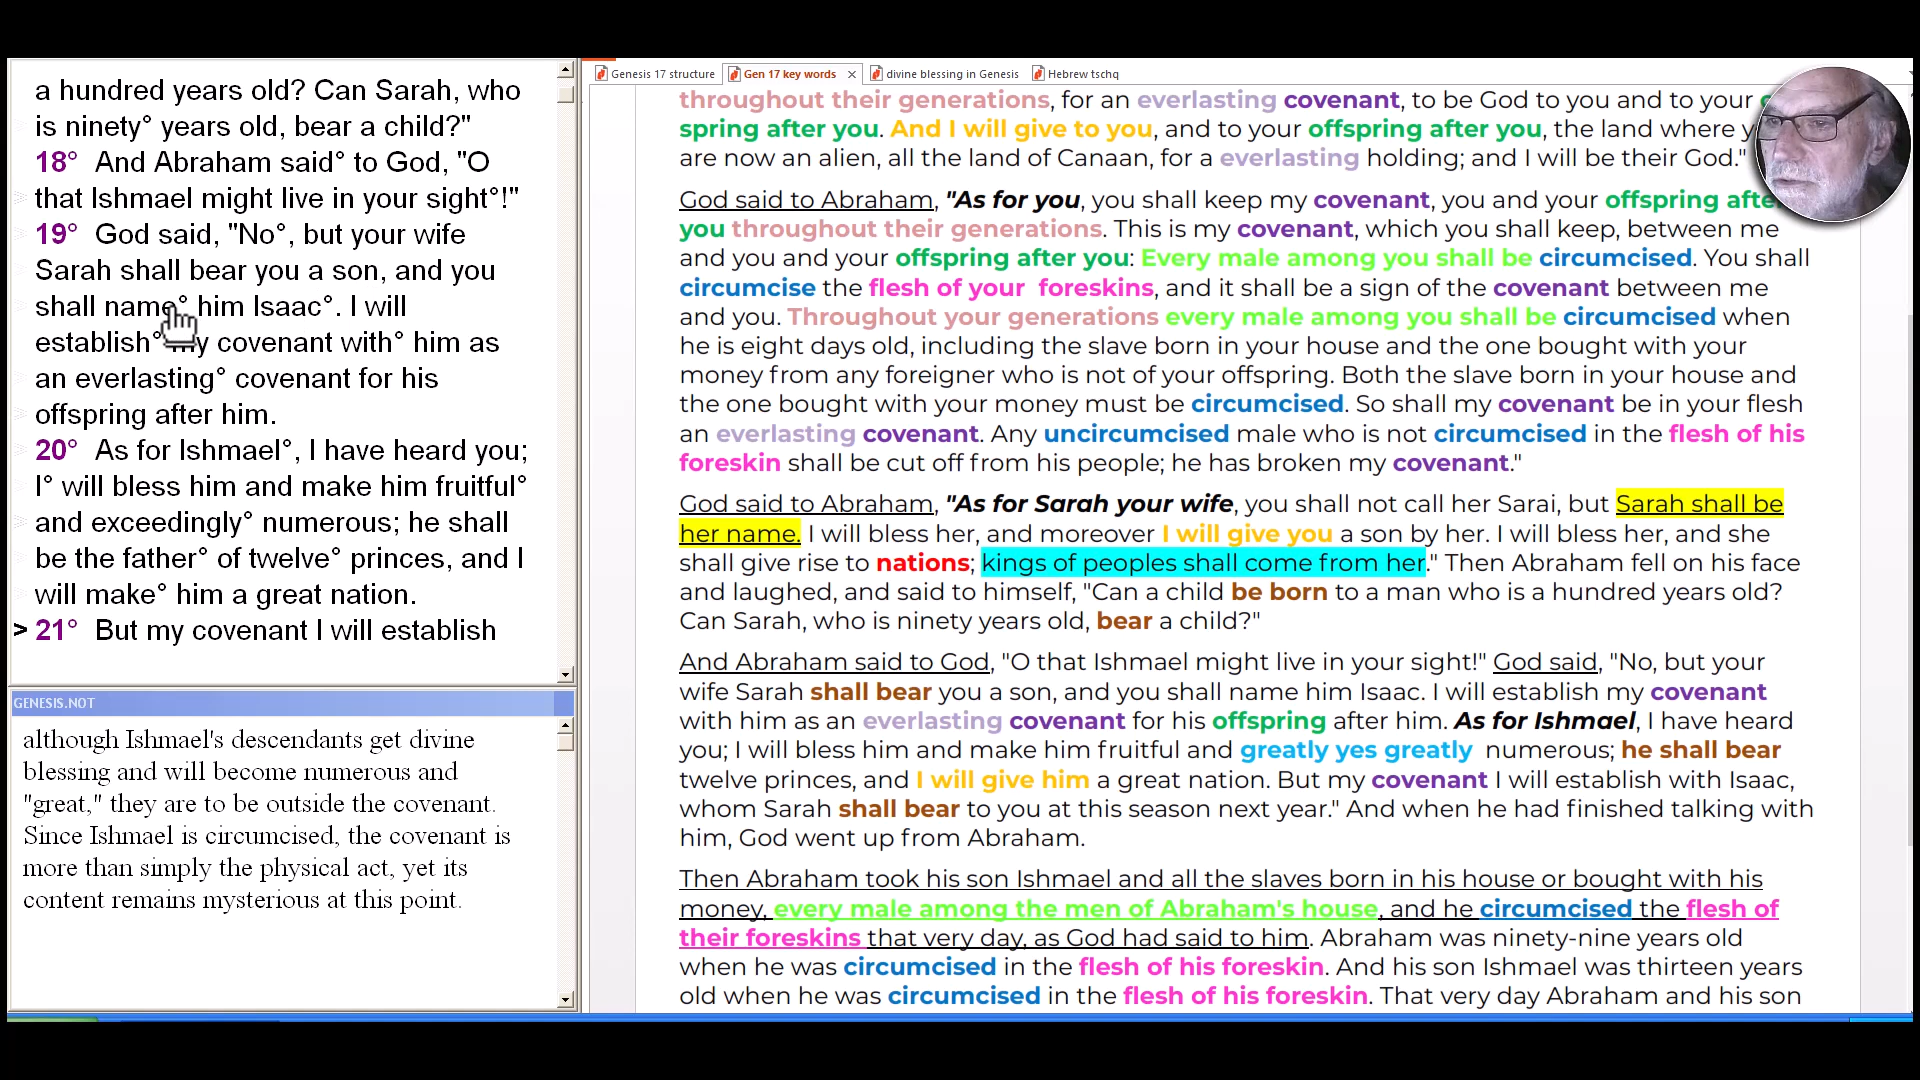 a hundred years old? Can Sarah, who
is ninety° years old, bear a child?"
18° And Abraham said° to God, "O
that Ishmael might live in your sight°!"
19° God said, "No°, but your wife
Sarah shall bear you a son, and you
shall name° him Isaac°. I will
establish° my covenant with° him as
an everlasting° covenant for his
offspring after him.
20° As for Ishmael°, I have heard you;
I° will bless him and make him fruitful°
and exceedingly° numerous; he shall
be the father° of twelve° princes, and I
will make° him a great nation.
> 21° But my covenant I will establish
GENESIS.NOT
although Ishmael's descendants get divine
blessing and will become numerous and
"great," they are to be outside the covenant.
Since Ishmael is circumcised, the covenant is
more than simply the physical act, yet its
content remains mysterious at this point.
Genesis 17 structure Gen 17 key words × divine blessing in Genesis Hebrew tschq
throughout their generations, for an everlasting covenant, to be God to you and to your
spring after you. And I will give to you, and to your offspring after you, the land where
are now an alien, all the land of Canaan, for a everlasting holding; and I will be their God."
God said to Abraham, "As for you, you shall keep my covenant, you and your offspring
you throughout their generations. This is my covenant, which you shall keep, between me
and you and your offspring after you: Every male among you shall be circumcised. You shall
circumcise the flesh of your foreskins, and it shall be a sign of the covenant between me
and you. Throughout your generations every male among you shall be circumcised when
he is eight days old, including the slave born in your house and the one bought with your
money from any foreigner who is not of your offspring. Both the slave born in your house and
the one bought with your money must be circumcised. So shall my covenant be in your flesh
an everlasting covenant. Any uncircumcised male who is not circumcised in the flesh of his
foreskin shall be cut off from his people; he has broken my covenant."
God said to Abraham, "As for Sarah your wife, you shall not call her Sarai, but Sarah shall be
her name. I will bless her, and moreover I will give you a son by her. I will bless her, and she
shall give rise to nations; kings of peoples shall come from her." Then Abraham fell on his face
and laughed, and said to himself, "Can a child be born to a man who is a hundred years old?
Can Sarah, who is ninety years old, bear a child?"
And Abraham said to God, "O that Ishmael might live in your sight!" God said, "No, but your
wife Sarah shall bear you a son, and you shall name him Isaac. I will establish my covenant
with him as an everlasting covenant for his offspring after him. As for Ishmael, I have heard
you; I will bless him and make him fruitful and greatly yes greatly numerous; he shall bear
twelve princes, and I will give him a great nation. But my covenant I will establish with Isaac,
whom Sarah shall bear to you at this season next year." And when he had finished talking with
him, God went up from Abraham.
Then Abraham took his son Ishmael and all the slaves born in his house or bought with his
money, every male among the men of Abraham's house, and he circumcised the flesh of
their foreskins that very day, as God had said to him. Abraham was ninety-nine years old
when he was circumcised in the flesh of his foreskin. And his son Ishmael was thirteen years
old when he was circumcised in the flesh of his foreskin. That very day Abraham and his son